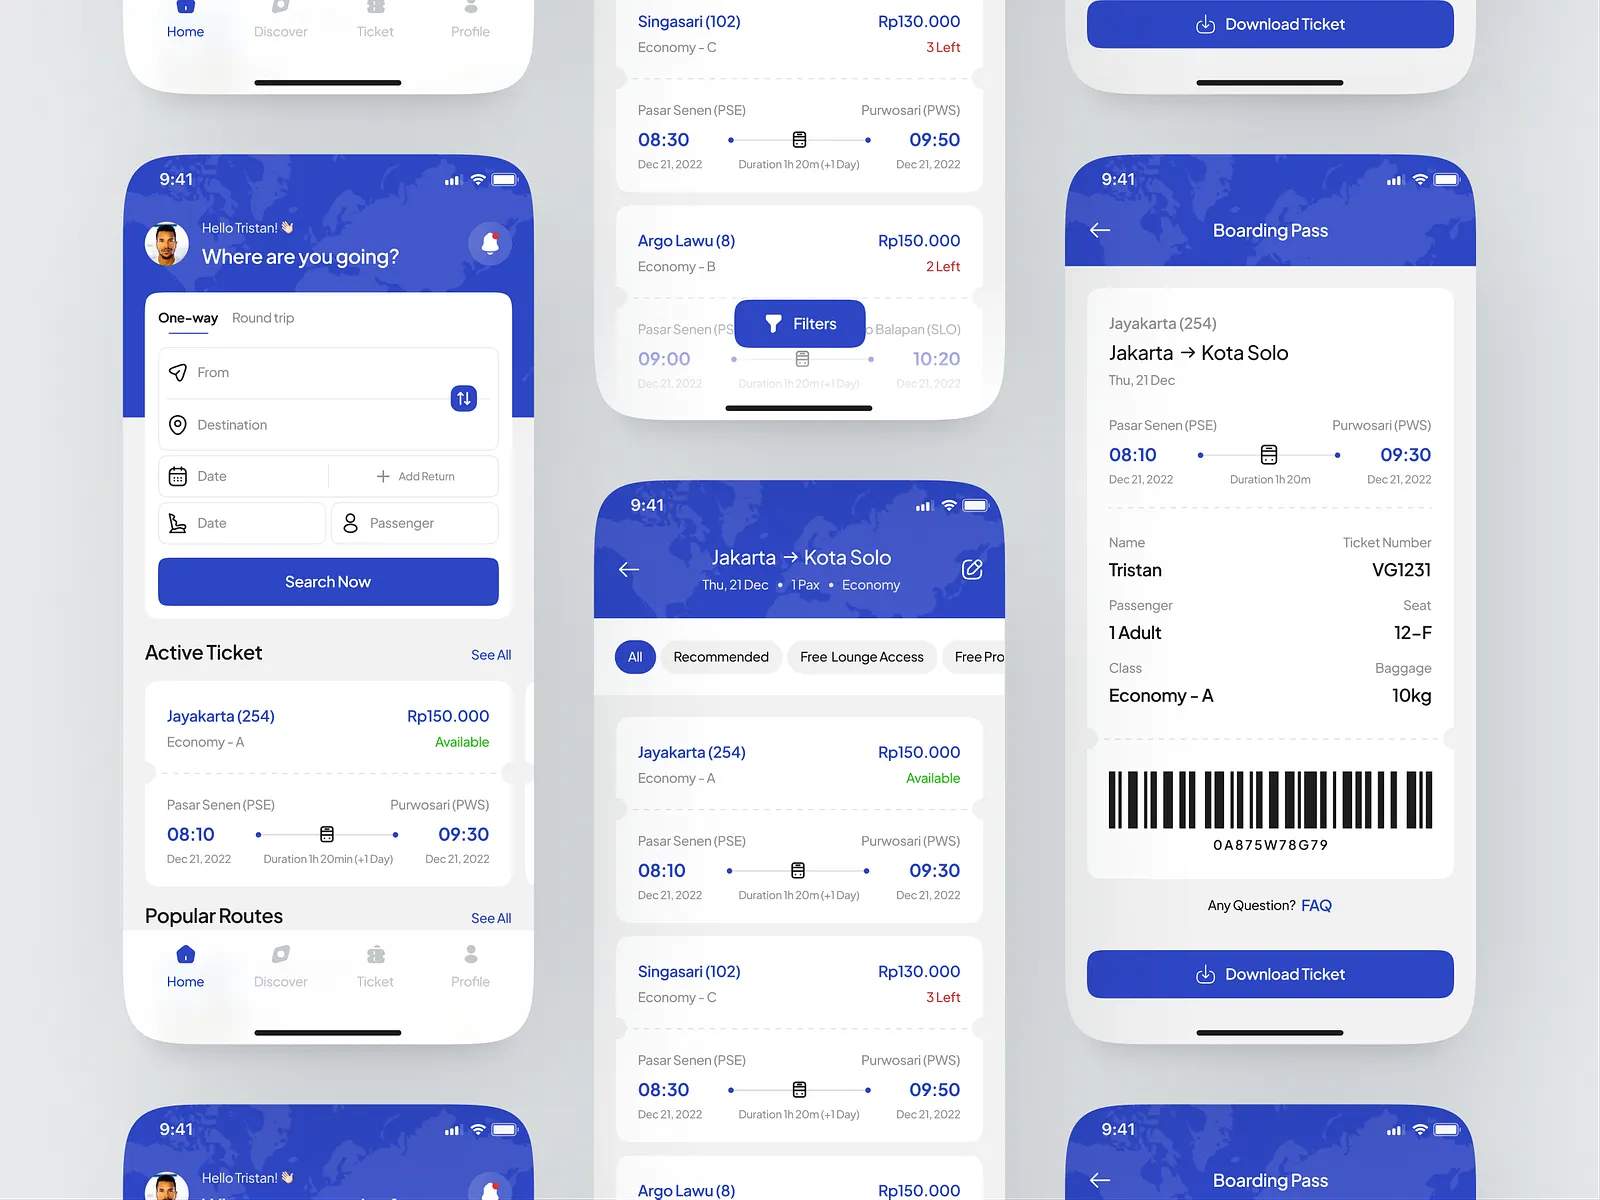 Home Discover Ticket Profile
9:41
Hello Tristan! 👋🏻
Where are you going?
One-way Round trip
From
Destination
Date + Add Return
Date Passenger
Search Now
Active Ticket See All
Jayakarta (254) Rp150.000
Economy - A Available
Pasar Senen (PSE) Purwosari (PWS)
08:10 09:30
Dec 21, 2022 Duration 1h 20min (+1 Day) Dec 21, 2022
Popular Routes See All
Home Discover Ticket Profile
9:41
Hello Tristan! 👋🏻
Singasari (102) Rp130.000
Economy - C 3 Left
Pasar Senen (PSE) Purwosari (PWS)
08:30 09:50
Dec 21, 2022 Duration 1h 20m (+1 Day) Dec 21, 2022
Argo Lawu (8) Rp150.000
Economy - B 2 Left
Pasar Senen (PS Filters o Balapan (SLO)
09:00 10:20
Dec 21, 2022 Duration 1h 20m (+1 Day) Dec 21, 2022
9:41
Jakarta → Kota Solo
Thu, 21 Dec • 1 Pax • Economy
All Recommended Free Lounge Access Free Pro
Jayakarta (254) Rp150.000
Economy - A Available
Pasar Senen (PSE) Purwosari (PWS)
08:10 09:30
Dec 21, 2022 Duration 1h 20m (+1 Day) Dec 21, 2022
Singasari (102) Rp130.000
Economy - C 3 Left
Pasar Senen (PSE) Purwosari (PWS)
08:30 09:50
Dec 21, 2022 Duration 1h 20m (+1 Day) Dec 21, 2022
Argo Lawu (8) Rp150.000
Download Ticket
9:41
Boarding Pass
Jayakarta (254)
Jakarta → Kota Solo
Thu, 21 Dec
Pasar Senen (PSE) Purwosari (PWS)
08:10 09:30
Dec 21, 2022 Duration 1h 20m Dec 21, 2022
Name Ticket Number
Tristan VG1231
Passenger Seat
1 Adult 12-F
Class Baggage
Economy - A 10kg
0A875W78G79
Any Question? FAQ
Download Ticket
9:41
Boarding Pass